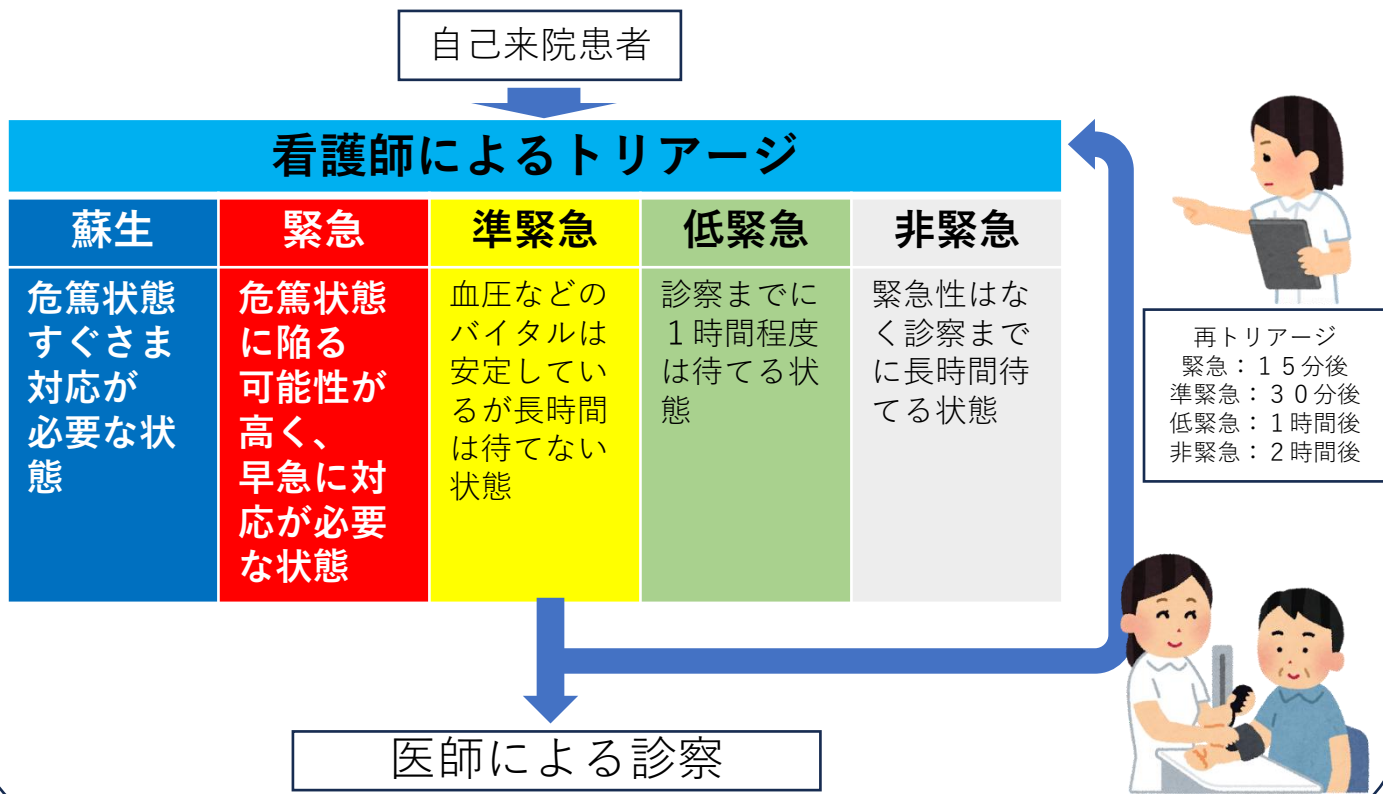 自己来院患者
看護師によるトリアージ
蘇生
緊急
準緊急
低緊急
非緊急
危篤状態
すぐさま
対応が
必要な状
態
危篤状態
に陥る
可能性が
高く、
早急に対
応が必要
な状態
血圧などの
バイタルは
安定してい
るが長時間
は待てない
状態
診察までに
１時間程度
は待てる状
態
緊急性はな
く診察まで
に長時間待
てる状態
再トリアージ
緊急：１５分後
準緊急：３０分後
低緊急：１時間後
非緊急：２時間後
医師による診察